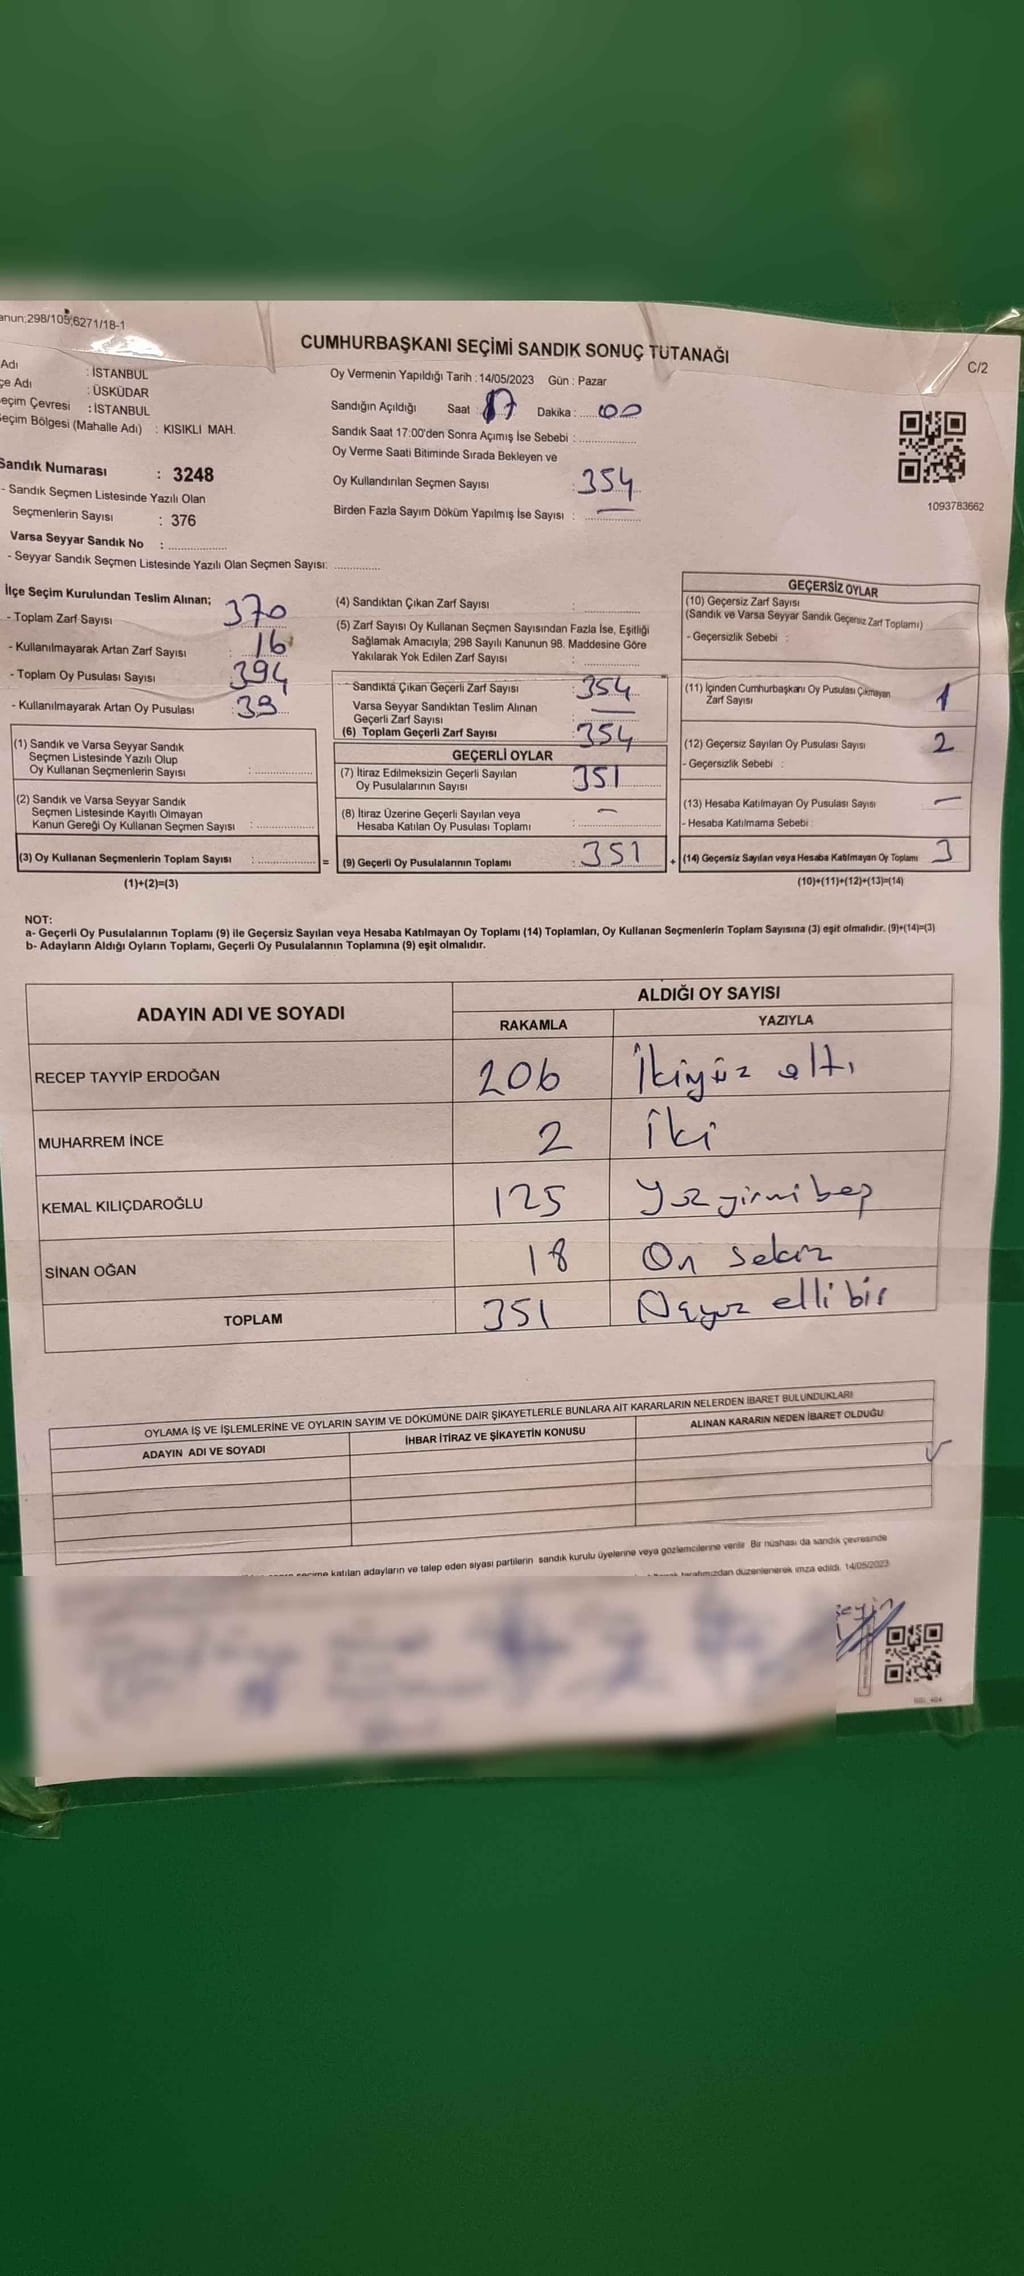 anun;298/105;6271/18-1
CUMHURBAŞKANI SEÇİMİ SANDIK SONUÇ TUTANAĞI
C/2
Adı : İSTANBUL
çe Adı : ÜSKÜDAR
eçim Çevresi : İSTANBUL
eçim Bölgesi (Mahalle Adı) : KISIKLI MAH.
Sandık Numarası : 3248
- Sandık Seçmen Listesinde Yazılı Olan
Seçmenlerin Sayısı : 376
Varsa Seyyar Sandık No : ................
- Seyyar Sandık Seçmen Listesinde Yazılı Olan Seçmen Sayısı: .............
Oy Vermenin Yapıldığı Tarih : 14/05/2023 Gün : Pazar
Sandığın Açıldığı Saat : 17 Dakika : 00
Sandık Saat 17:00'den Sonra Açımış İse Sebebi : ................
Oy Verme Saati Bitiminde Sırada Bekleyen ve
Oy Kullandırılan Seçmen Sayısı : 354
Birden Fazla Sayım Döküm Yapılmış İse Sayısı : —
1093783662
İlçe Seçim Kurulundan Teslim Alınan;
- Toplam Zarf Sayısı 370
- Kullanılmayarak Artan Zarf Sayısı : 16
- Toplam Oy Pusulası Sayısı 394
- Kullanılmayarak Artan Oy Pusulası : 39
(1) Sandık ve Varsa Seyyar Sandık
Seçmen Listesinde Yazılı Olup
Oy Kullanan Seçmenlerin Sayısı : ................
(2) Sandık ve Varsa Seyyar Sandık
Seçmen Listesinde Kayıtlı Olmayan
Kanun Gereği Oy Kullanan Seçmen Sayısı : ................
(3) Oy Kullanan Seçmenlerin Toplam Sayısı : ................ =
(1)+(2)=(3)
(4) Sandıktan Çıkan Zarf Sayısı : ................
(5) Zarf Sayısı Oy Kullanan Seçmen Sayısından Fazla İse, Eşitliği
Sağlamak Amacıyla; 298 Sayılı Kanunun 98. Maddesine Göre
Yakılarak Yok Edilen Zarf Sayısı : ................
Sandıkta Çıkan Geçerli Zarf Sayısı : 354
Varsa Seyyar Sandıktan Teslim Alınan
Geçerli Zarf Sayısı : —
(6) Toplam Geçerli Zarf Sayısı : 354
GEÇERLİ OYLAR
(7) İtiraz Edilmeksizin Geçerli Sayılan
Oy Pusulalarının Sayısı 351
(8) İtiraz Üzerine Geçerli Sayılan veya
Hesaba Katılan Oy Pusulası Toplamı : —
(9) Geçerli Oy Pusulalarının Toplamı : 351 +
GEÇERSİZ OYLAR
(10) Geçersiz Zarf Sayısı
(Sandık ve Varsa Seyyar Sandık Geçersiz Zarf Toplamı)
- Geçersizlik Sebebi :
(11) İçinden Cumhurbaşkanı Oy Pusulası Çıkmayan
Zarf Sayısı 1
(12) Geçersiz Sayılan Oy Pusulası Sayısı 2
- Geçersizlik Sebebi :
(13) Hesaba Katılmayan Oy Pusulası Sayısı —
- Hesaba Katılmama Sebebi :
(14) Geçersiz Sayılan veya Hesaba Katılmayan Oy Toplamı 3
(10)+(11)+(12)+(13)=(14)
NOT:
a- Geçerli Oy Pusulalarının Toplamı (9) ile Geçersiz Sayılan veya Hesaba Katılmayan Oy Toplamı (14) Toplamları, Oy Kullanan Seçmenlerin Toplam Sayısına (3) eşit olmalıdır. (9)+(14)=(3)
b- Adayların Aldığı Oyların Toplamı, Geçerli Oy Pusulalarının Toplamına (9) eşit olmalıdır.
ADAYIN ADI VE SOYADI ALDIĞI OY SAYISI
RAKAMLA YAZIYLA
RECEP TAYYİP ERDOĞAN 206 İkiyüz altı
MUHARREM İNCE 2 İki
KEMAL KILIÇDAROĞLU 125 Yüzyirmibeş
SİNAN OĞAN 18 On sekiz
TOPLAM 351 Üçyüz elli bir
OYLAMA İŞ VE İŞLEMLERİNE VE OYLARIN SAYIM VE DÖKÜMÜNE DAİR ŞİKAYETLERLE BUNLARA AİT KARARLARIN NELERDEN İBARET BULUNDUKLARI
ADAYIN ADI VE SOYADI İHBAR İTİRAZ VE ŞİKAYETİN KONUSU ALINAN KARARIN NEDEN İBARET OLDUĞU
seçime katılan adayların ve talep eden siyasi partilerin sandık kurulu üyelerine veya gözlemcilerine verilir. Bir nüshası da sandık çevresinde
tarafımızdan düzenlenerek imza edildi. 14/05/2023